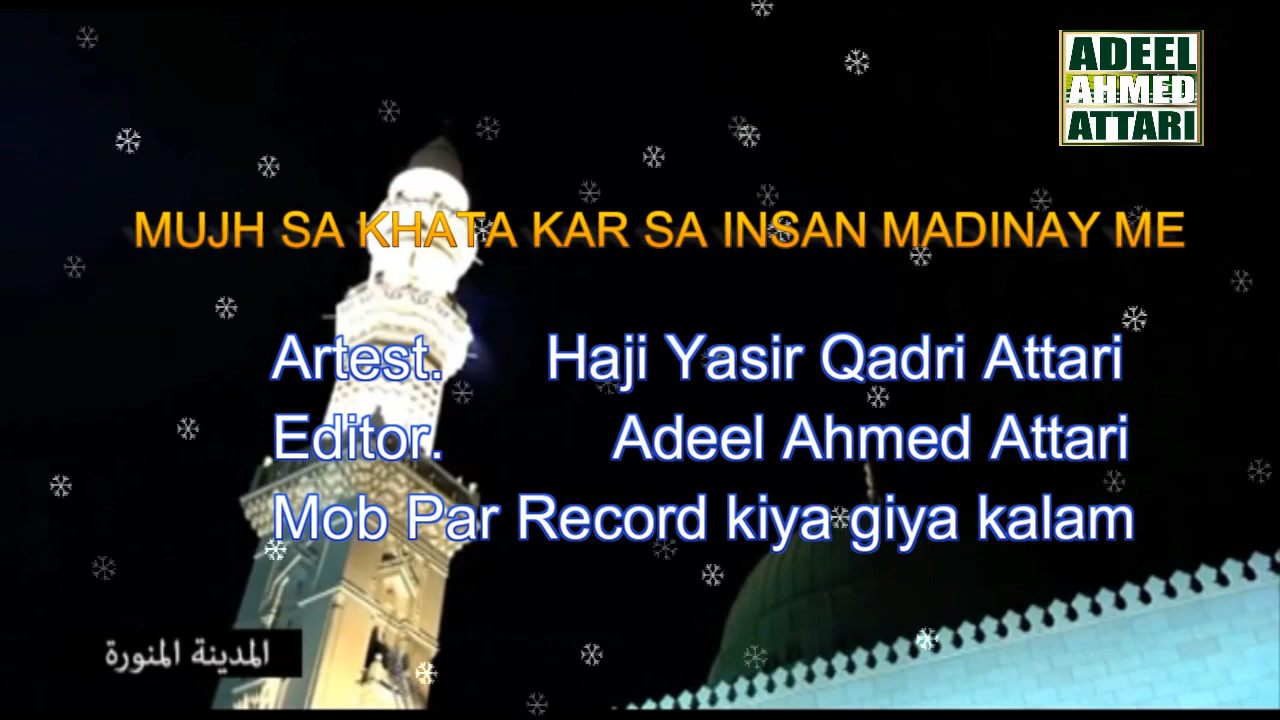 ADEEL
AHMED
ATTARI
MUJH SA KHATA KAR SA INSAN MADINAY ME
Artest. Haji Yasir Qadri Attari
Editor. Adeel Ahmed Attari
Mob Par Record kiya giya kalam
المدينة المنورة